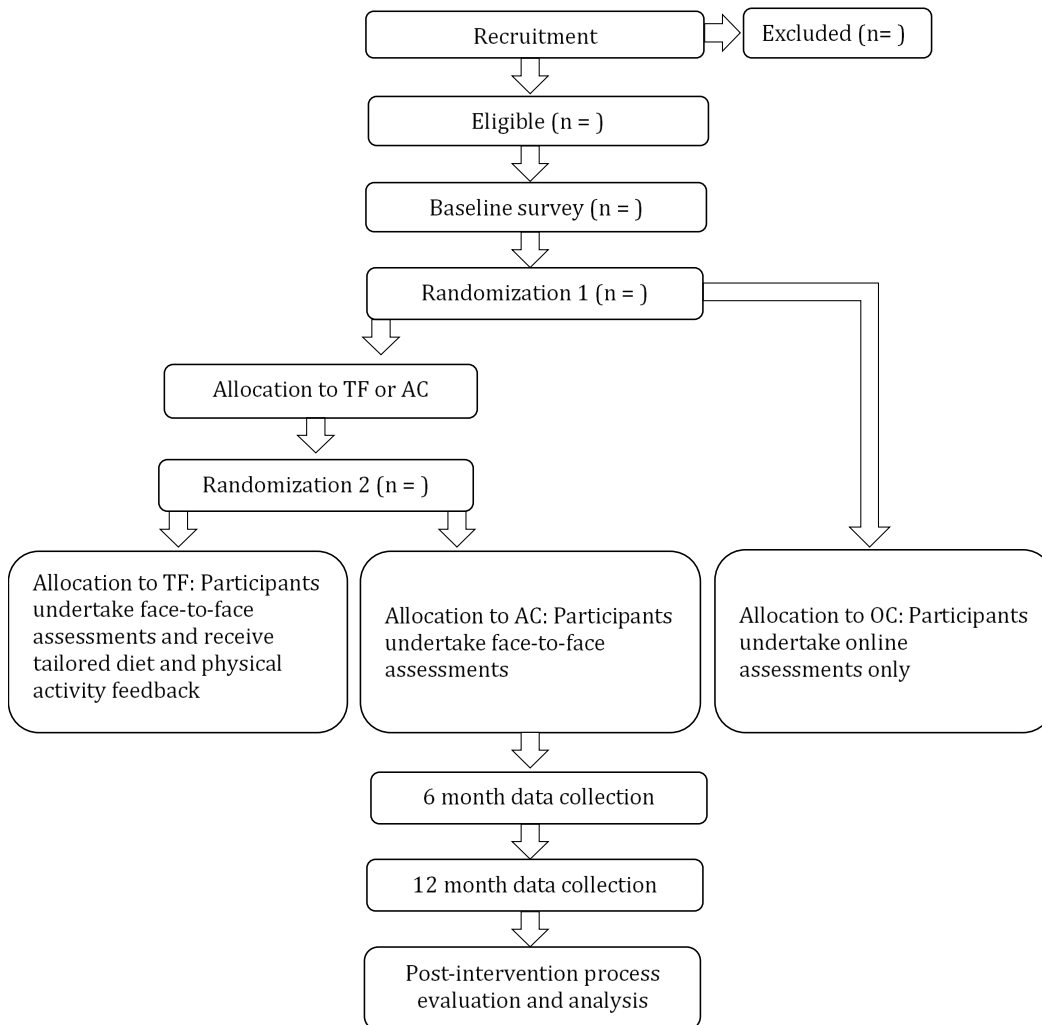 Recruitment
Excluded (n= )
Eligible (n = )
Baseline survey (n = )
Randomization 1 (n = )
Allocation to TF or AC
Randomization 2 (n = )
Allocation to TF: Participants
undertake face-to-face
assessments and receive
tailored diet and physical
activity feedback
Allocation to AC: Participants
undertake face-to-face
assessments
Allocation to OC: Participants
undertake online
assessments only
6 month data collection
12 month data collection
Post-intervention process
evaluation and analysis